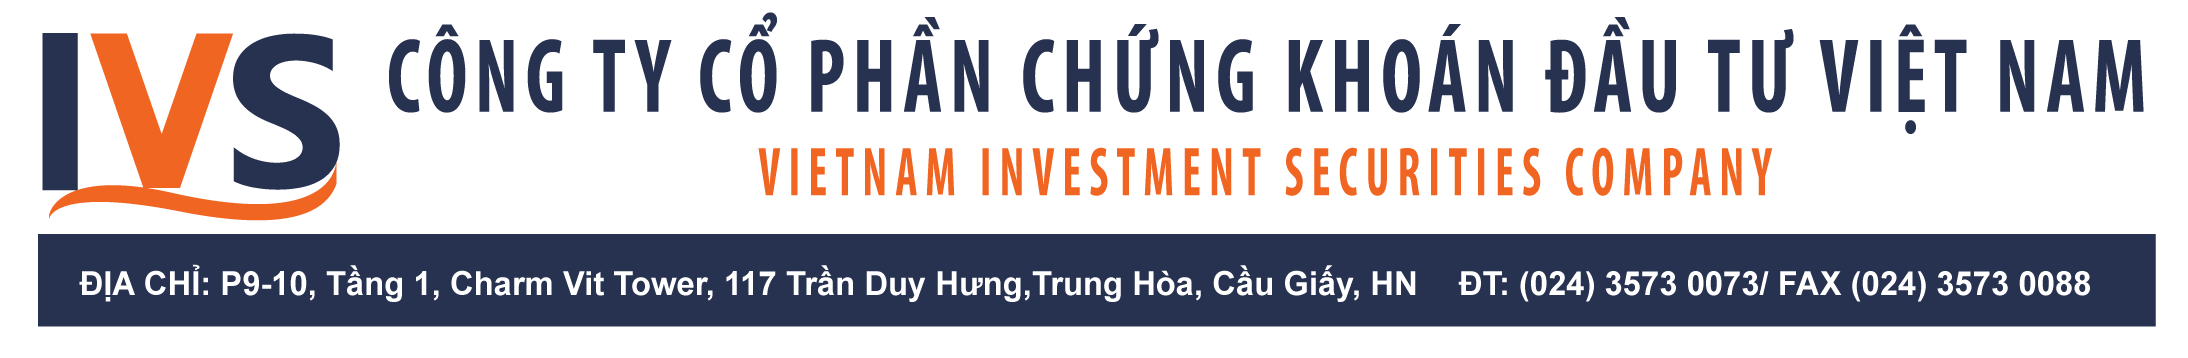 IVS
CÔNG TY CỔ PHẦN CHỨNG KHOÁN ĐẦU TƯ VIỆT NAM
VIETNAM INVESTMENT SECURITIES COMPANY
ĐỊA CHỈ: P9-10, Tầng 1, Charm Vit Tower, 117 Trần Duy Hưng,Trung Hòa, Cầu Giấy, HN ĐT: (024) 3573 0073/ FAX (024) 3573 0088